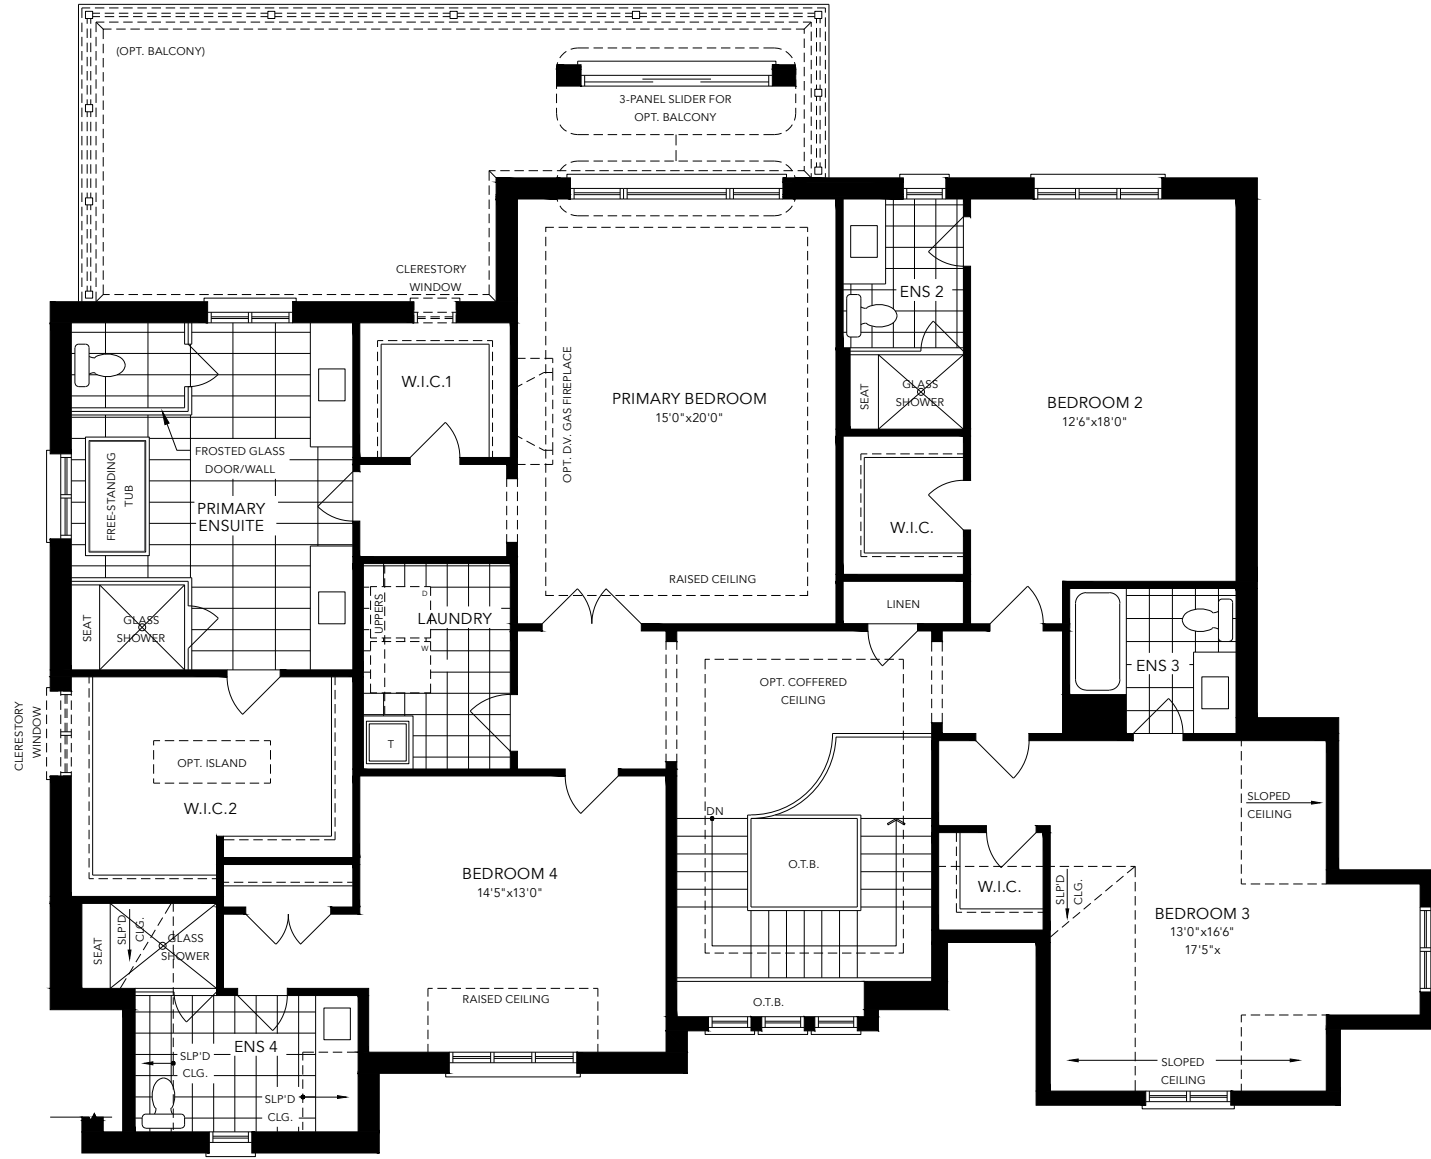 (OPT. BALCONY)
3-PANEL SLIDER FOR
OPT. BALCONY
CLERESTORY
WINDOW
ENS 2
W.I.C.1
OPT. D.V. GAS FIREPLACE
PRIMARY BEDROOM
15'0"x20'0"
SEAT
GLASS
SHOWER
BEDROOM 2
12'6"x18'0"
FROSTED GLASS
DOOR/WALL
FREE-STANDING
TUB
PRIMARY
ENSUITE
W.I.C.
RAISED CEILING
LINEN
SEAT
GLASS
SHOWER
UPPERS
D
LAUNDRY
W
T
OPT. COFFERED
CEILING
ENS 3
CLERESTORY
WINDOW
OPT. ISLAND
W.I.C.2
DN
O.T.B.
SLOPED
CEILING
BEDROOM 4
14'5"x13'0"
W.I.C.
SLP'D
CLG.
BEDROOM 3
13'0"x16'6"
17'5"x
SEAT
SLP'D
CLG.
GLASS
SHOWER
RAISED CEILING
O.T.B.
ENS 4
SLP'D
CLG.
SLP'D
CLG.
SLOPED
CEILING